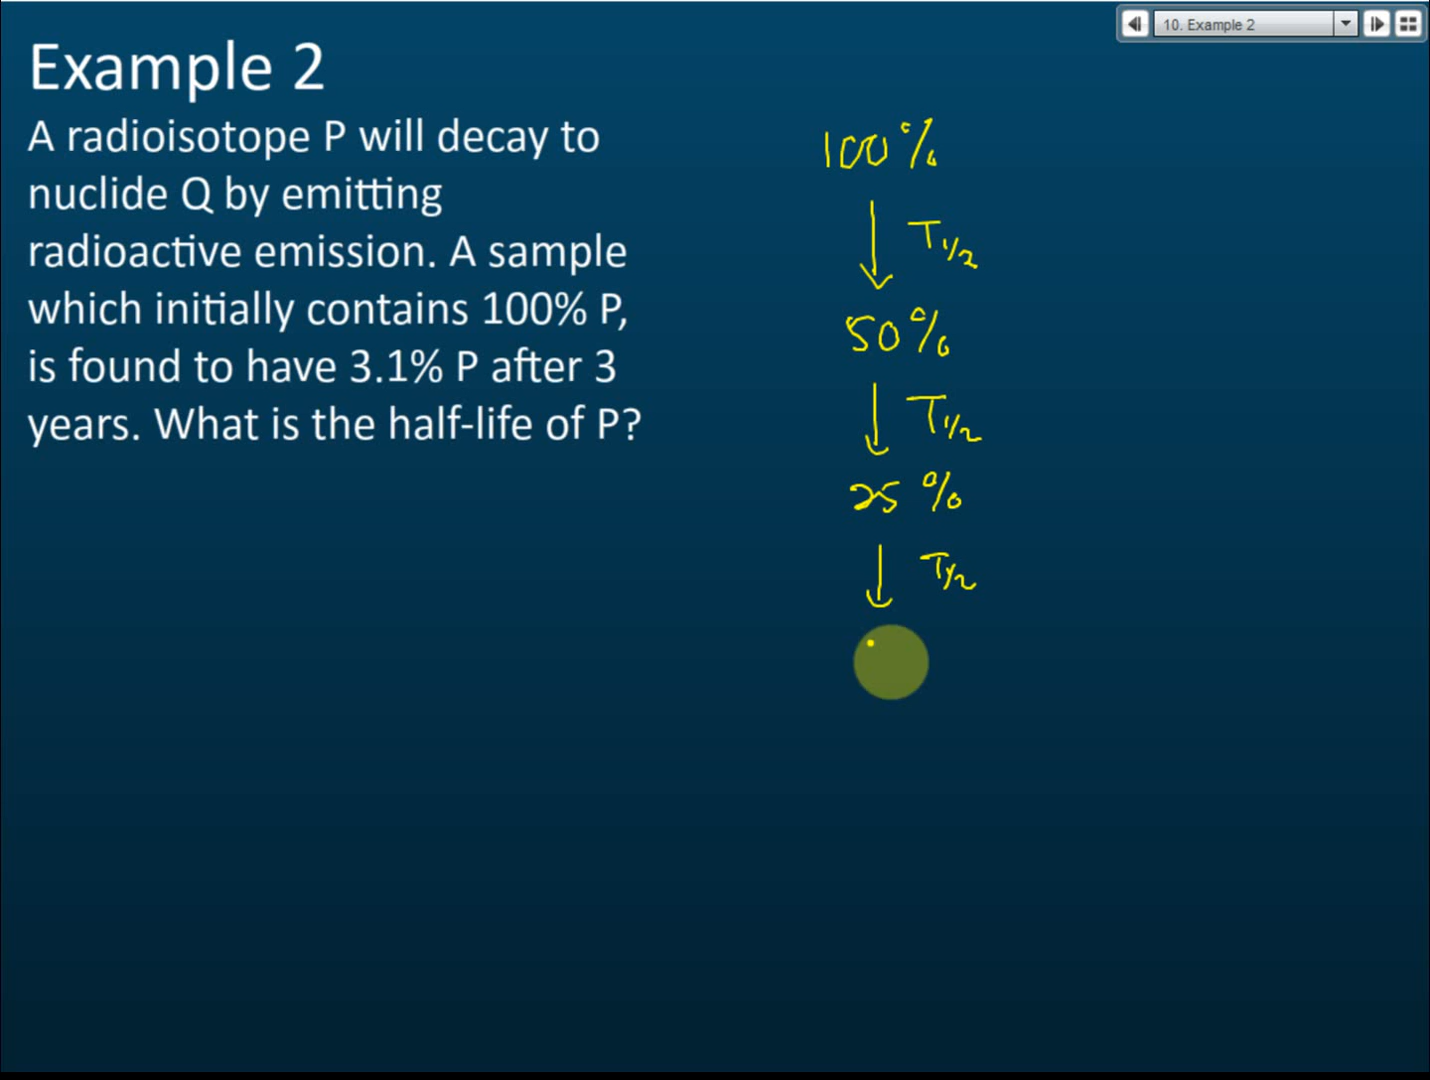 10. Example 2
Example 2
A radioisotope P will decay to
nuclide Q by emitting
radioactive emission. A sample
which initially contains 100% P,
is found to have 3.1% P after 3
years. What is the half-life of P?
100%
T1/2
50%
T1/2
25%
T1/2